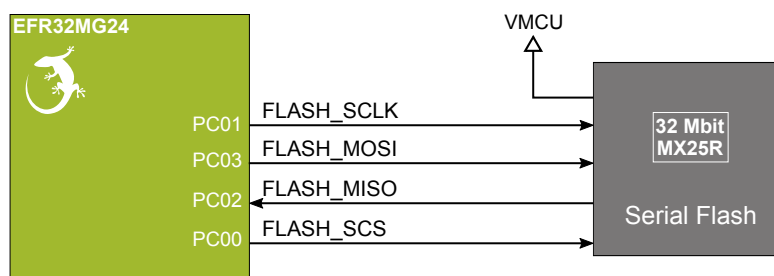 EFR32MG24
VMCU
PC01
FLASH_SCLK
PC03
FLASH_MOSI
PC02
FLASH_MISO
PC00
FLASH_SCS
32 Mbit
MX25R
Serial Flash